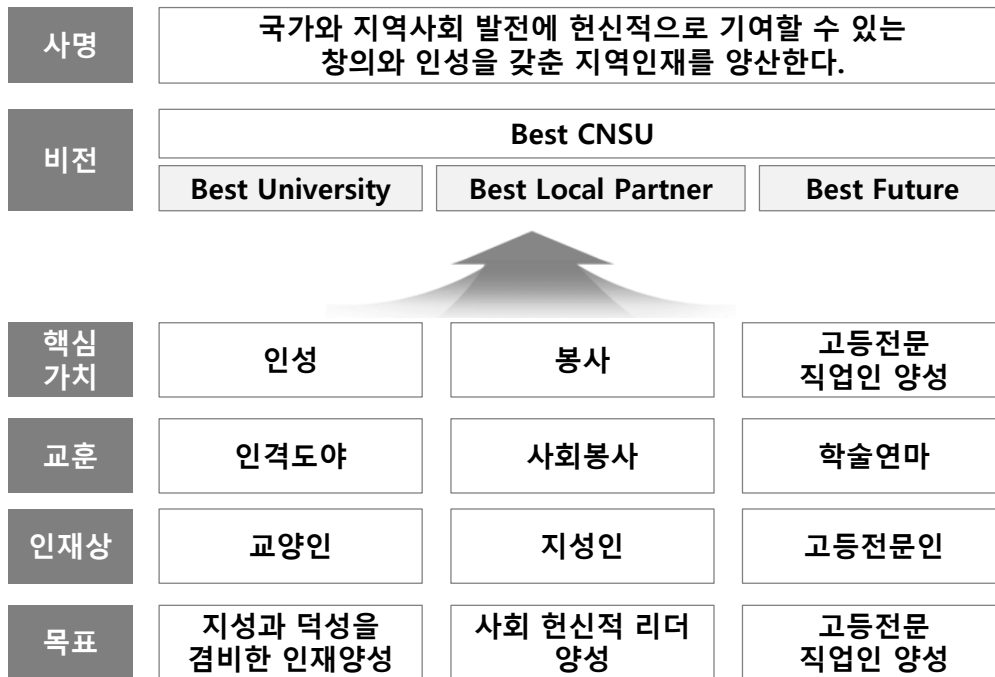 사명
국가와 지역사회 발전에 헌신적으로 기여할 수 있는
창의와 인성을 갖춘 지역인재를 양산한다.
비전
Best CNSU
Best University
Best Local Partner
Best Future
핵심
가치
인성
봉사
고등전문
직업인 양성
교훈
인격도야
사회봉사
학술연마
인재상
교양인
지성인
고등전문인
목표
지성과 덕성을
겸비한 인재양성
사회 헌신적 리더
양성
고등전문
직업인 양성